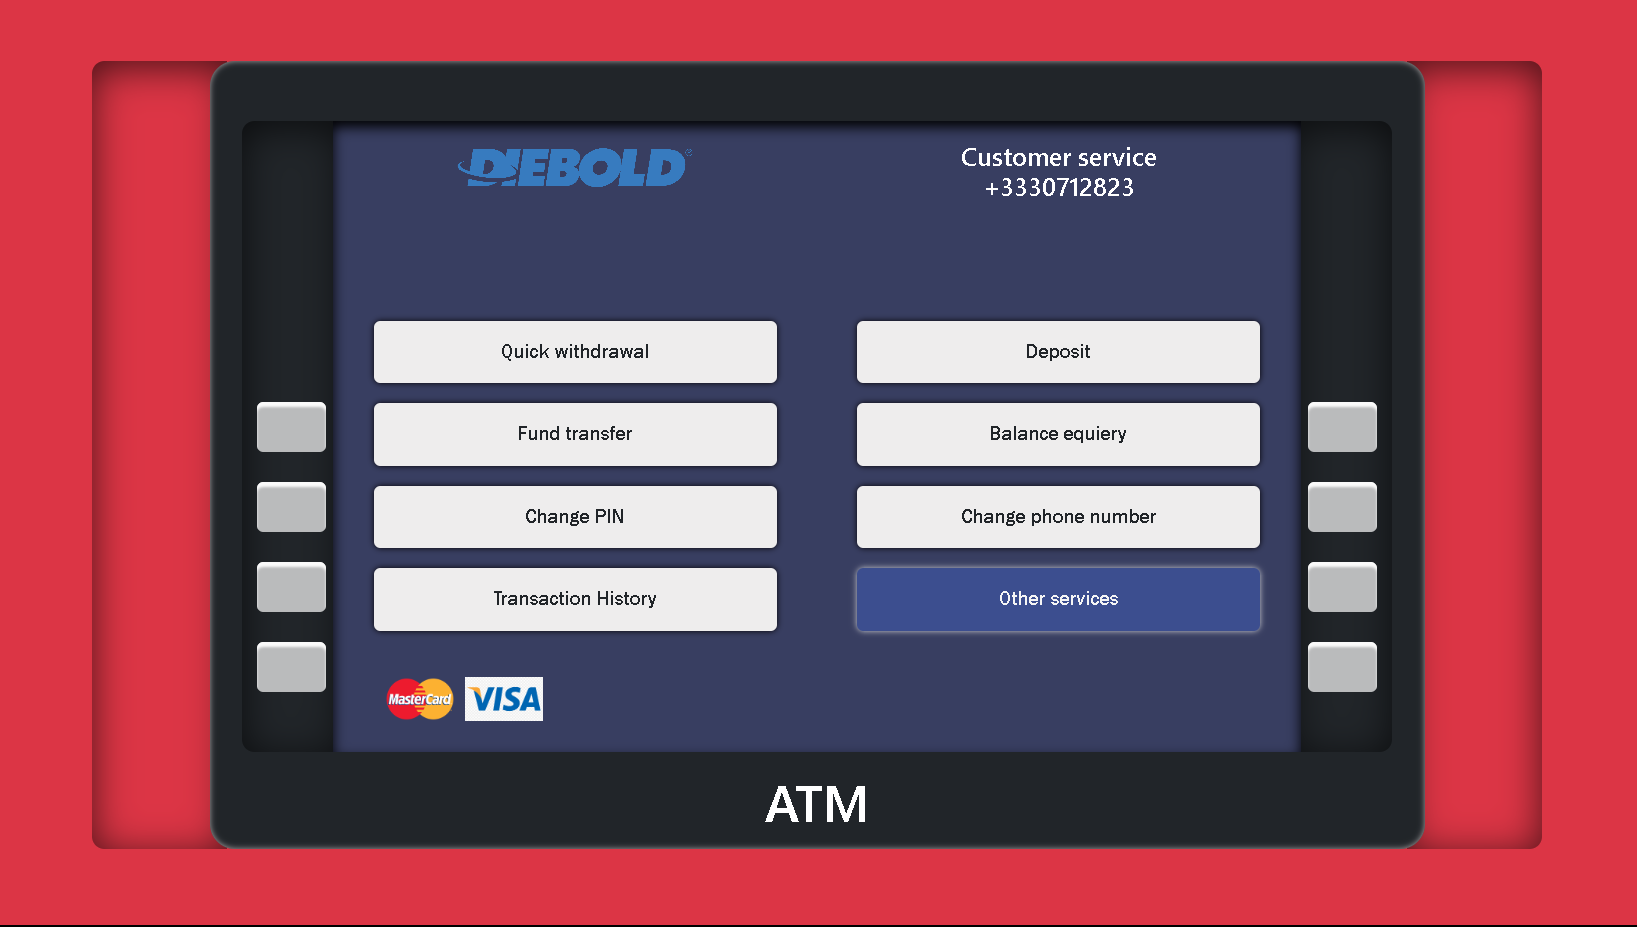 DIEBOLD®
Customer service
+3330712823
Quick withdrawal
Deposit
Fund transfer
Balance equiery
Change PIN
Change phone number
Transaction History
Other services
MasterCard
VISA
ATM